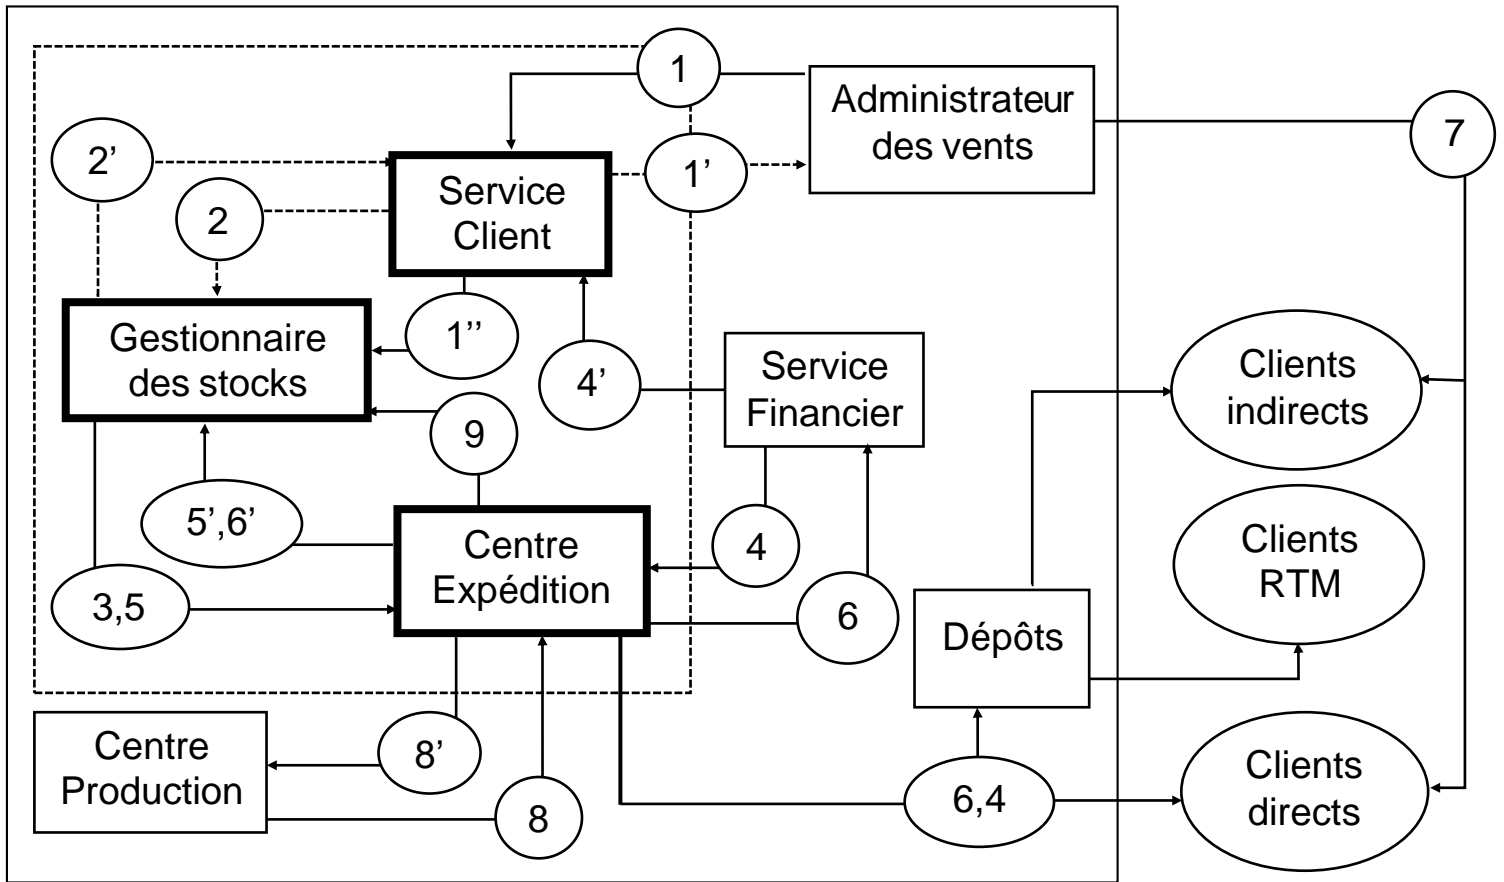 1
Administrateur
des vents
7
2’
1’
Service
Client
2
1’’
Gestionnaire
des stocks
4’
Service
Financier
Clients
indirects
9
5’,6’
4
Centre
Expédition
Clients
RTM
3,5
6
Dépôts
Centre
Production
8’
8
6,4
Clients
directs